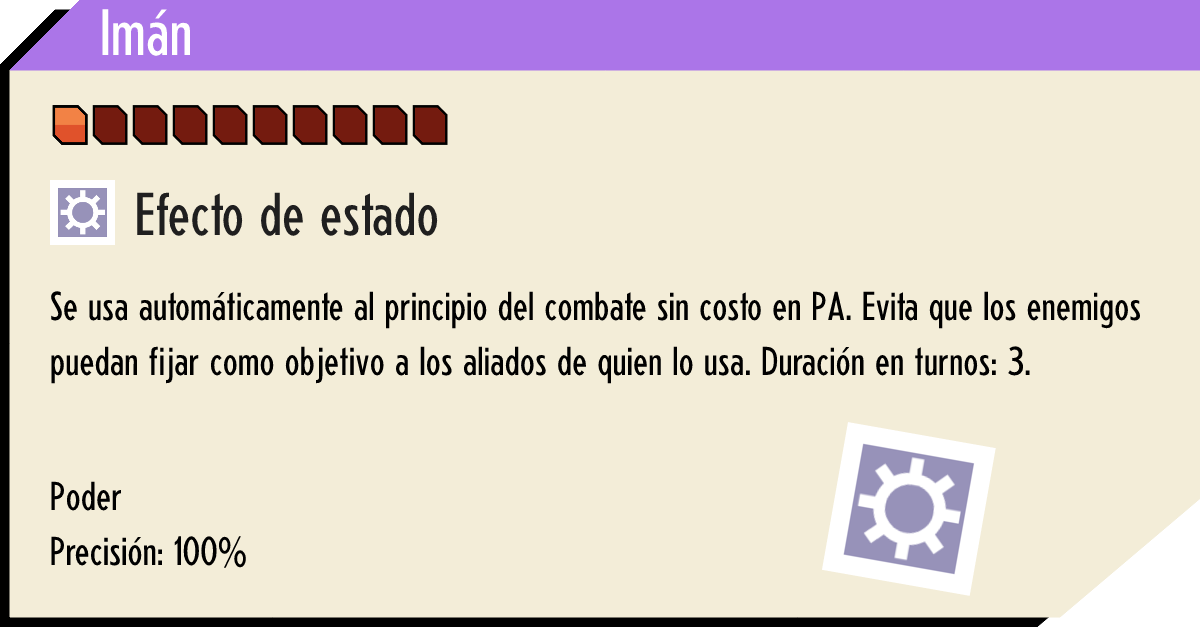 Imán
Efecto de estado
Se usa automáticamente al principio del combate sin costo en PA. Evita que los enemigos
puedan fijar como objetivo a los aliados de quien lo usa. Duración en turnos: 3.
Poder
Precisión: 100%